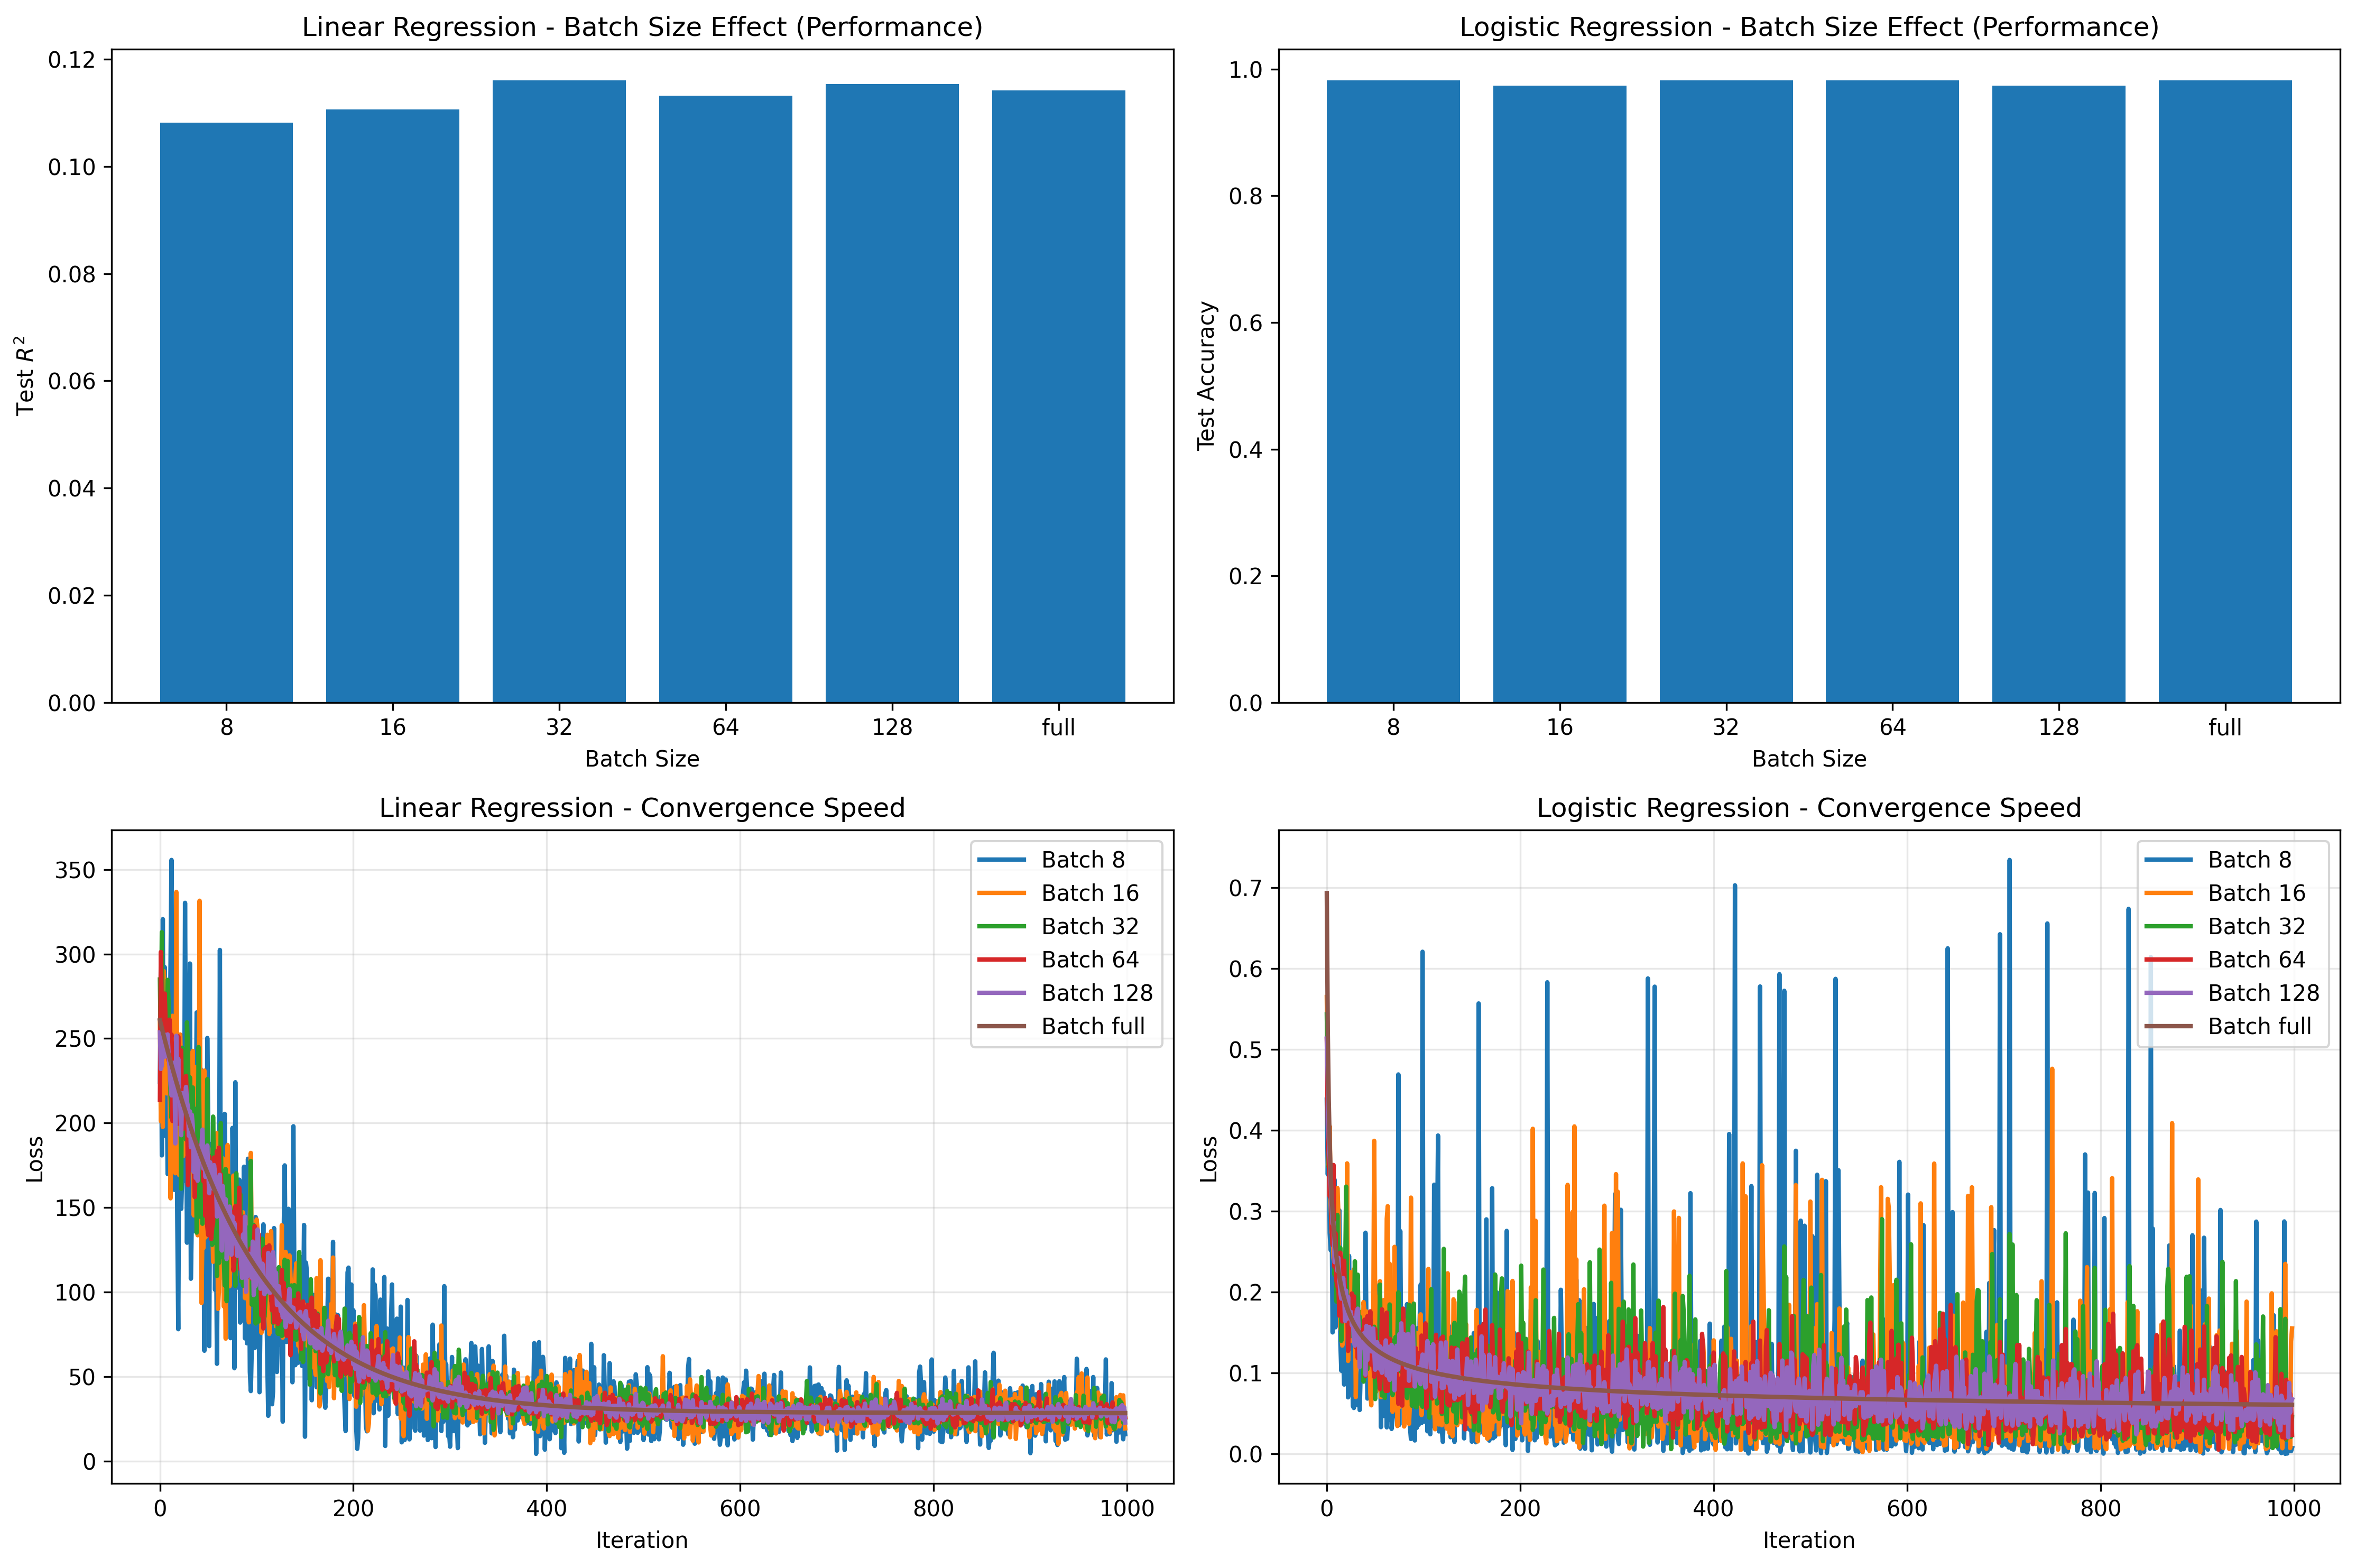 Linear Regression - Batch Size Effect (Performance)
0.12
0.10
0.08
0.06
0.04
0.02
0.00
Test R²
8 16 32 64 128 full
Batch Size
Logistic Regression - Batch Size Effect (Performance)
1.0
0.8
0.6
0.4
0.2
0.0
Test Accuracy
8 16 32 64 128 full
Batch Size
Linear Regression - Convergence Speed
350
300
250
200
150
100
50
0
Loss
Batch 8
Batch 16
Batch 32
Batch 64
Batch 128
Batch full
0 200 400 600 800 1000
Iteration
Logistic Regression - Convergence Speed
0.7
0.6
0.5
0.4
0.3
0.2
0.1
0.0
Loss
Batch 8
Batch 16
Batch 32
Batch 64
Batch 128
Batch full
0 200 400 600 800 1000
Iteration